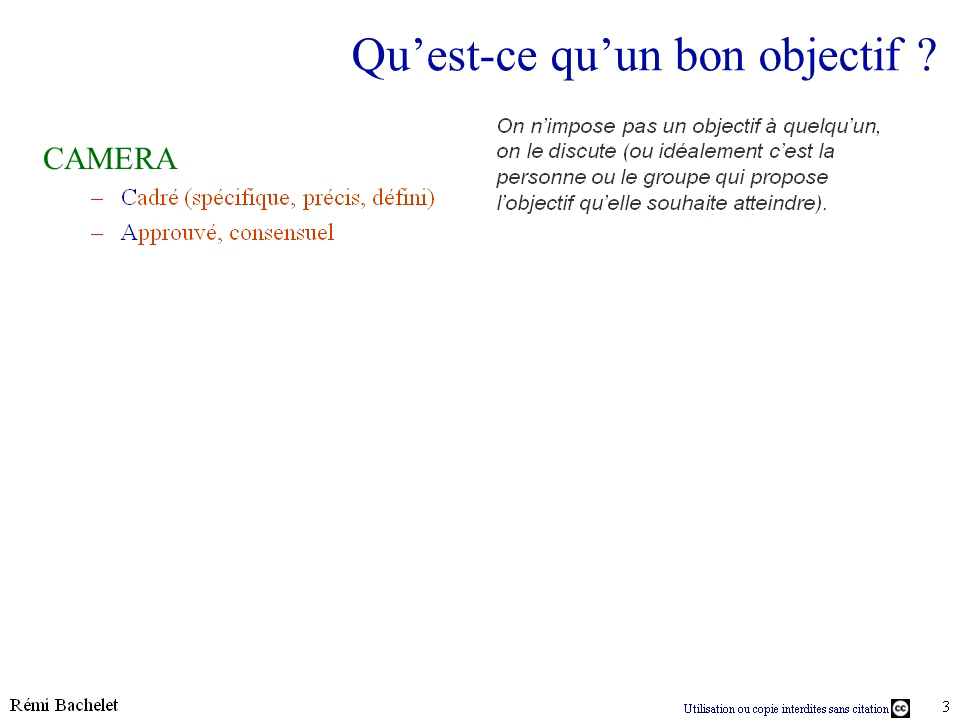 Qu’est-ce qu’un bon objectif ?
CAMERA
– Cadré (spécifique, précis, défini)
– Approuvé, consensuel
On n’impose pas un objectif à quelqu’un,
on le discute (ou idéalement c’est la
personne ou le groupe qui propose
l’objectif qu’elle souhaite atteindre).
Rémi Bachelet
Utilisation ou copie interdites sans citation
cc
3